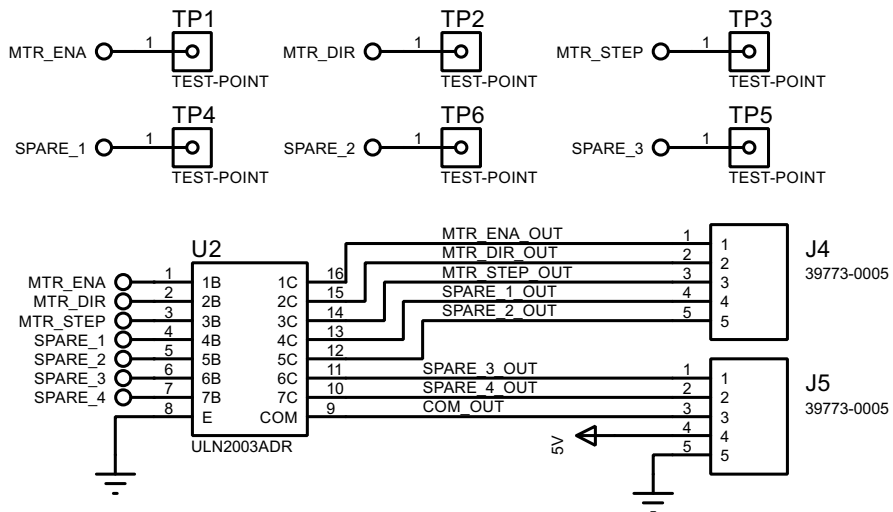 TP1
TP2
TP3
MTR_ENA 1
MTR_DIR 1
MTR_STEP 1
TEST-POINT
TEST-POINT
TEST-POINT
TP4
TP6
TP5
SPARE_1 1
SPARE_2 1
SPARE_3 1
TEST-POINT
TEST-POINT
TEST-POINT
U2
MTR_ENA 1 1B 1C 16 MTR_ENA_OUT 1 1
MTR_DIR 2 2B 2C 15 MTR_DIR_OUT 2 2
MTR_STEP 3 3B 3C 14 MTR_STEP_OUT 3 3
SPARE_1 4 4B 4C 13 SPARE_1_OUT 4 4
SPARE_2 5 5B 5C 12 SPARE_2_OUT 5 5
J4
39773-0005
SPARE_3 6 6B 6C 11 SPARE_3_OUT 1 1
SPARE_4 7 7B 7C 10 SPARE_4_OUT 2 2
8 E COM 9 COM_OUT 3 3
5V 4 4
5 5
J5
39773-0005
ULN2003ADR